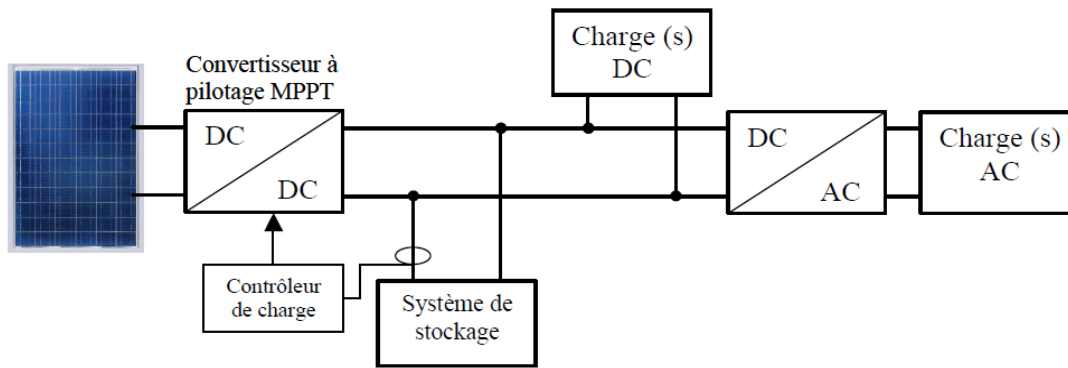 Convertisseur à
pilotage MPPT
DC
DC
Charge (s)
DC
DC
AC
Charge (s)
AC
Contrôleur
de charge
Système de
stockage